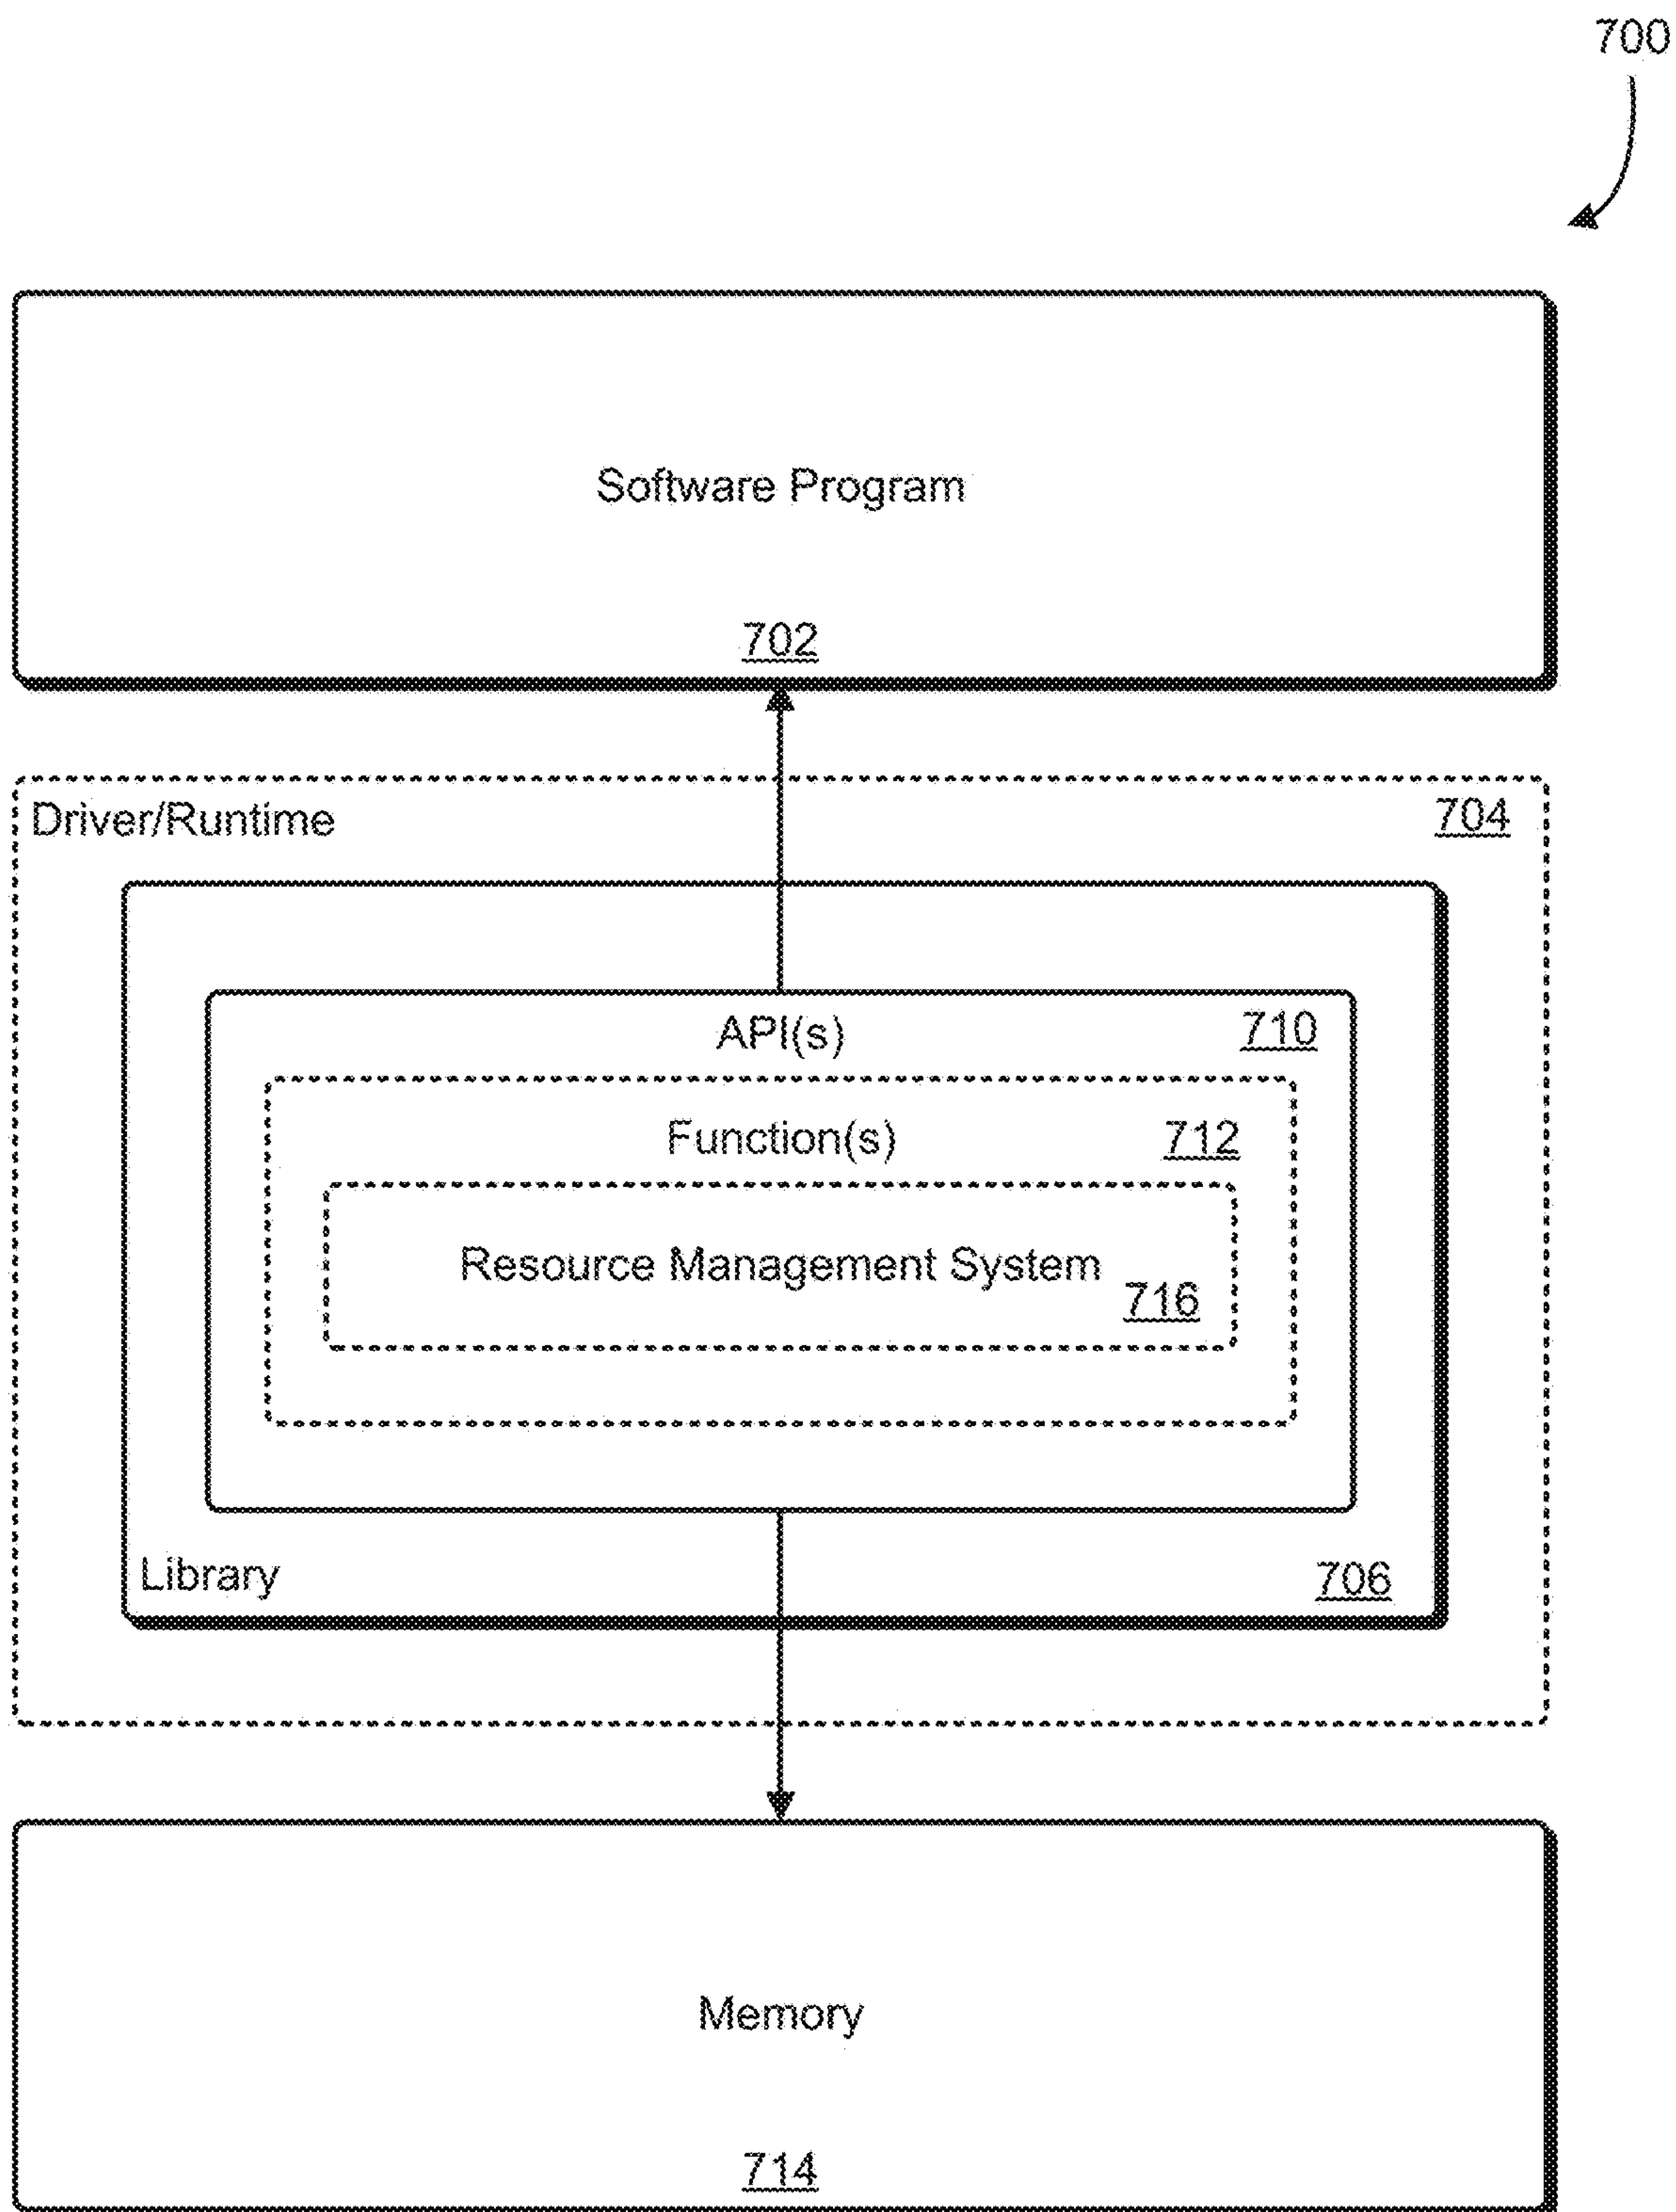 700
Software Program
702
Driver/Runtime
704
API(s)
710
Function(s)
712
Resource Management System
716
Library
706
Memory
714